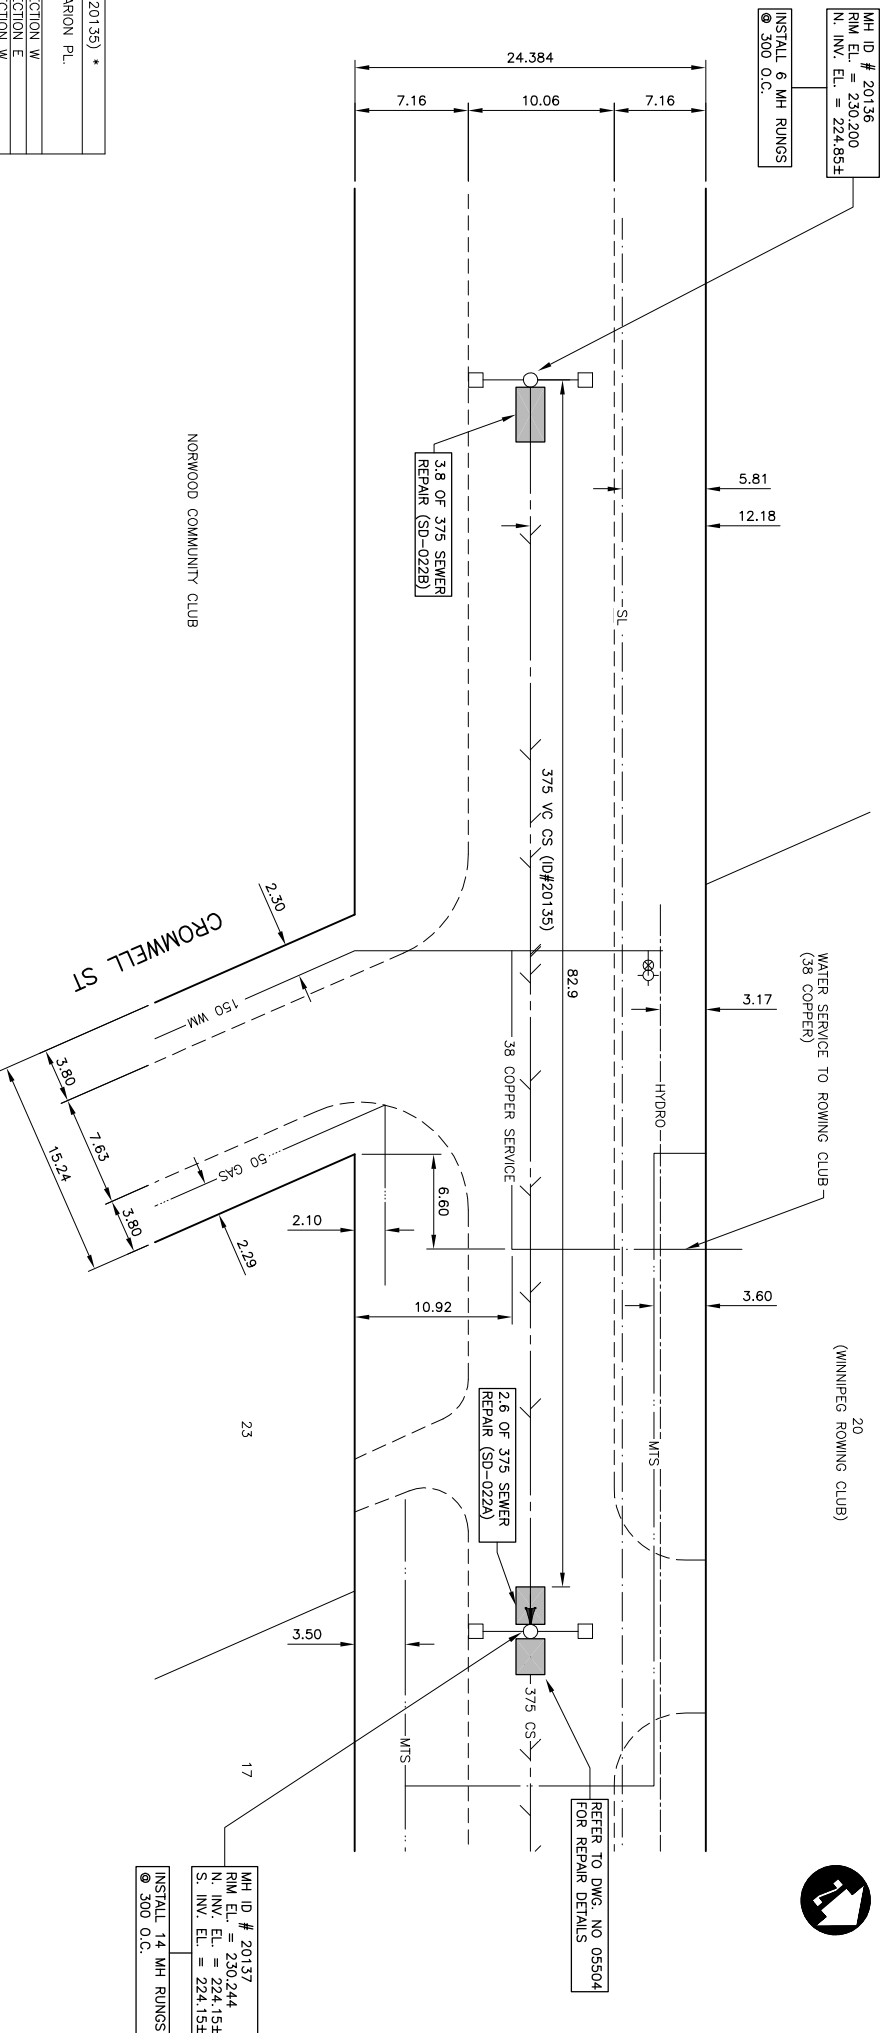 20135) *
ARION PL.
ECTION W
ECTION E
ECTION W
MH ID # 20136
RIM EL. = 230.200
N. INV. EL. = 224.85±
INSTALL 6 MH RUNGS
@ 300 O.C.
24.384
7.16
10.06
7.16
5.81
12.18
3.8 OF 375 SEWER
REPAIR (SD-022B)
NORWOOD COMMUNITY CLUB
SL
375 VC CS (ID#20135)
82.9
CROMWELL ST
2.30
150 WM
3.80
7.63
3.80
15.24
50 GAS
2.29
2.10
6.60
10.92
38 COPPER SERVICE
WATER SERVICE TO ROWING CLUB
(38 COPPER)
3.17
HYDRO
3.60
MTS
20
(WINNIPEG ROWING CLUB)
23
2.6 OF 375 SEWER
REPAIR (SD-022A)
3.50
375 CS
MTS
17
REFER TO DWG. NO 05504
FOR REPAIR DETAILS
MH ID # 20137
RIM EL. = 230.244
N. INV. EL. = 224.15±
S. INV. EL. = 224.15±
INSTALL 14 MH RUNGS
@ 300 O.C.